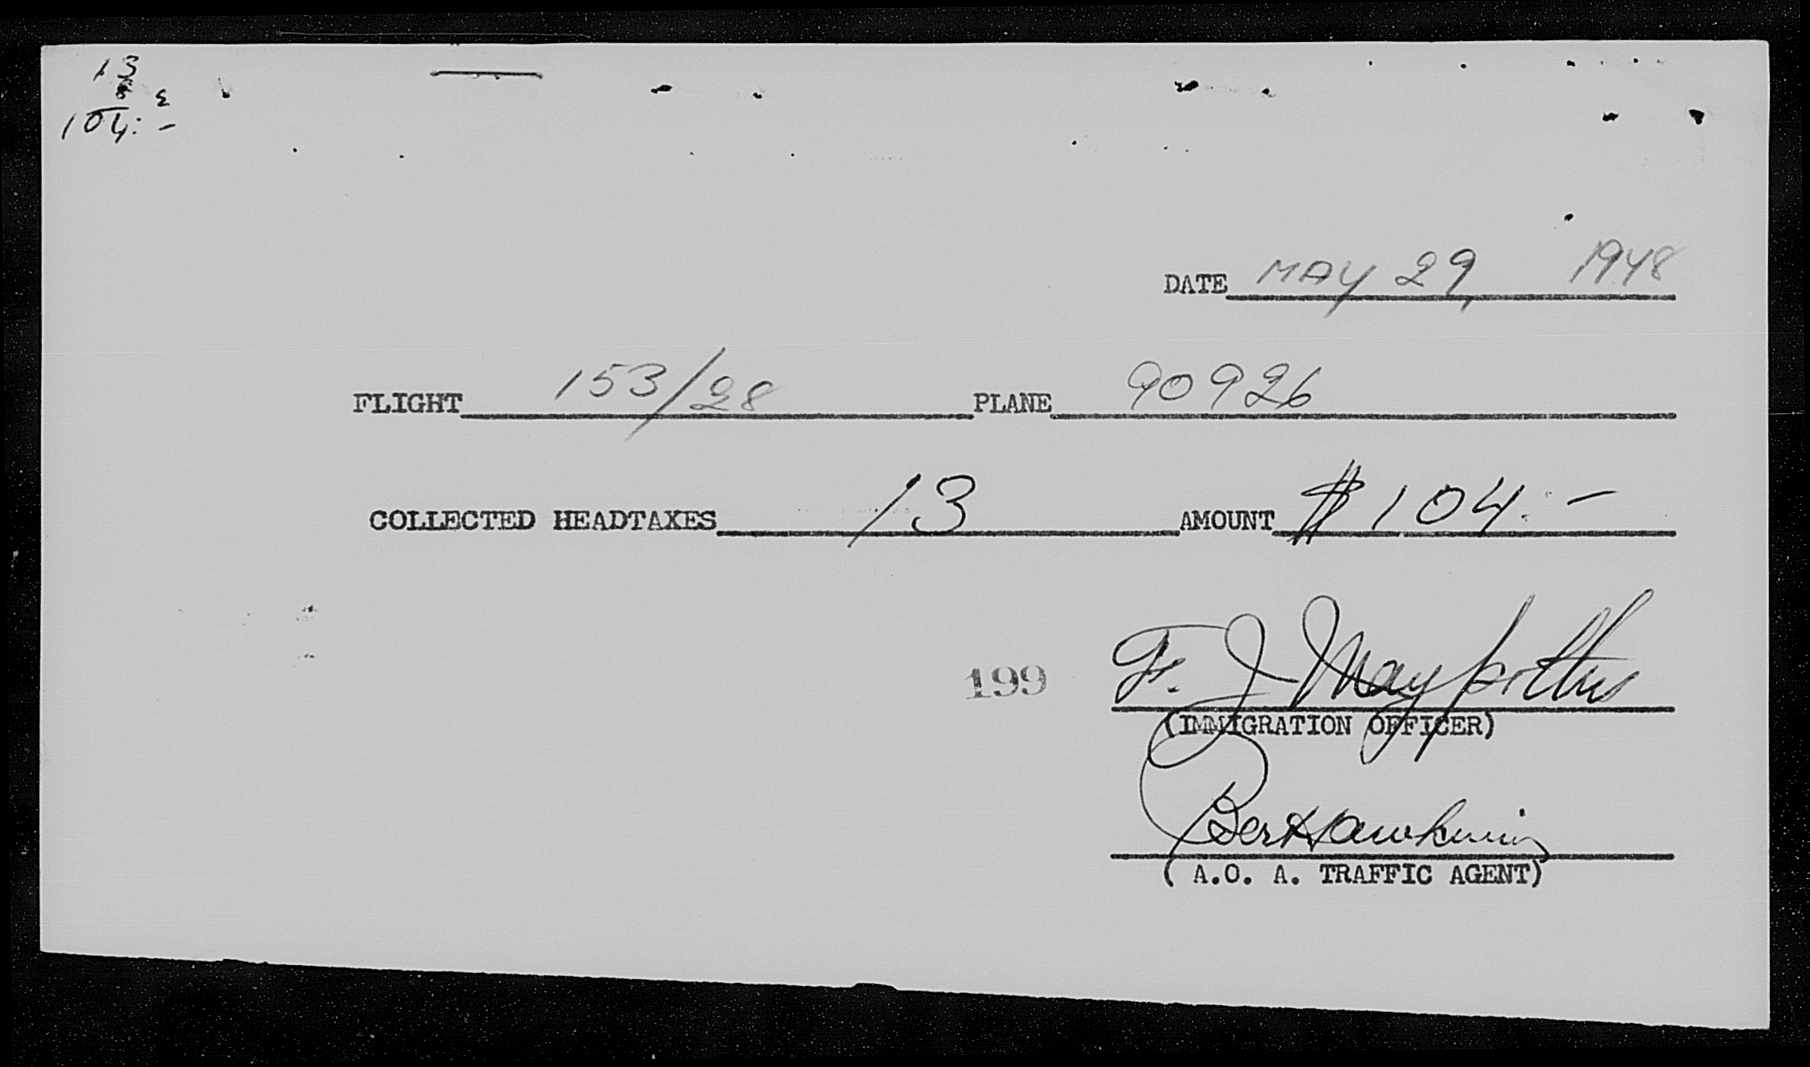 13
8
104:-
DATE MAY 29, 1948
FLIGHT 153/28 PLANE 90926
COLLECTED HEADTAXES 13 AMOUNT $104:-
199 F. J.
(IMMIGRATION OFFICER)
( A.O. A. TRAFFIC AGENT)